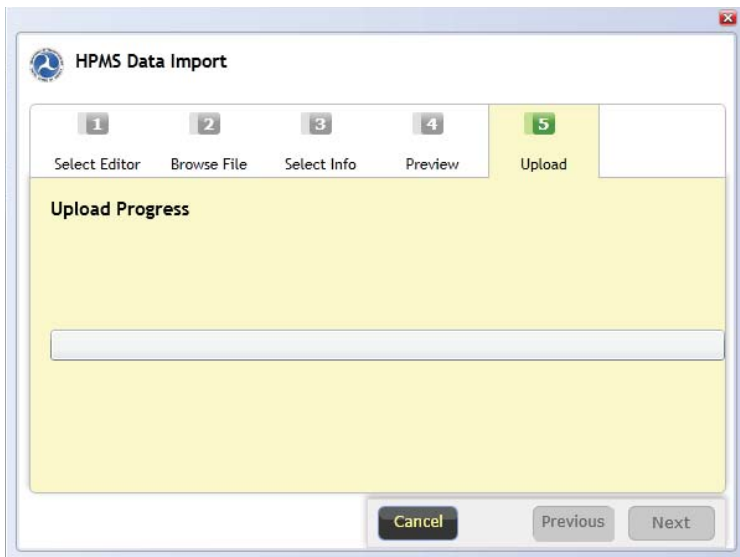 HPMS Data Import
1 2 3 4 5
Select Editor Browse File Select Info Preview Upload
Upload Progress
Cancel Previous Next